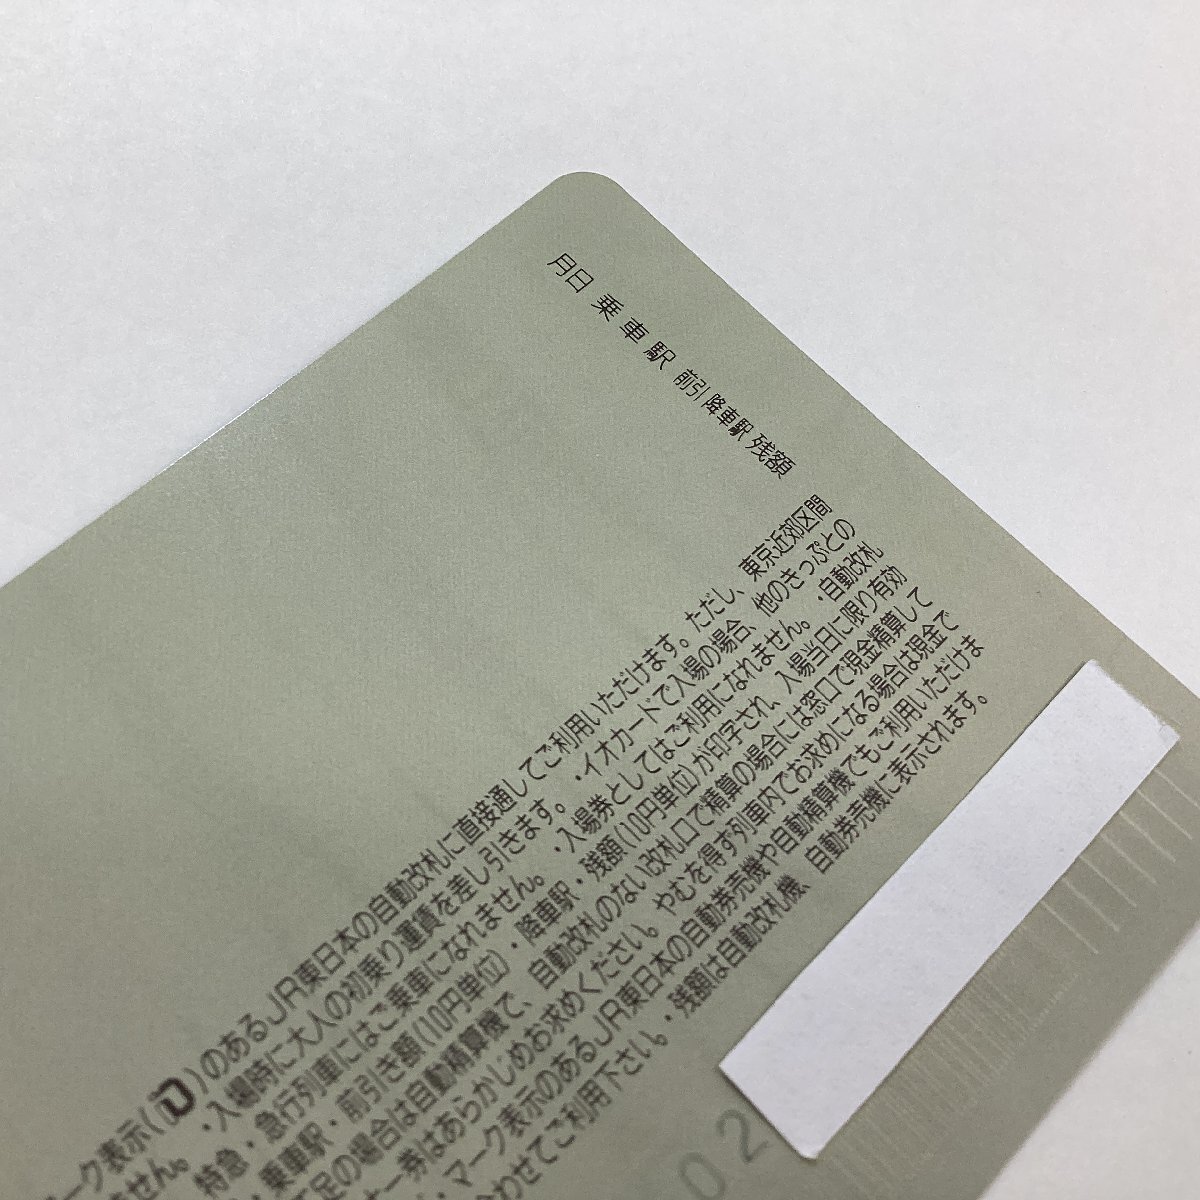 月日 乗車駅 前引 降車駅 残額
ーク表示( )のあるJR東日本の自動改札に直接通してご利用いただけます。ただし、東京近郊区間
ません。 ・入場時に大人の初乗り運賃を差し引きます。 ・イオカードで入場の場合、他のきっぷとの
特急・急行列車にはご乗車になれません。 ・入場券としてはご利用になれません。 ・自動改札
・乗車駅・前引き額(10円単位)・降車駅・残額(10円単位)が印字され、入場当日に限り有効
足の場合は自動精算機で、自動改札のない改札口で精算の場合には窓口で現金精算して
券はあらかじめお求めください。 やむを得ず列車内でお求めになる場合は現金で
・マーク表示のあるJR東日本の自動券売機や自動精算機でもご利用いただけま
わせてご利用下さい。・残額は自動改札機、自動券売機に表示されます。
02